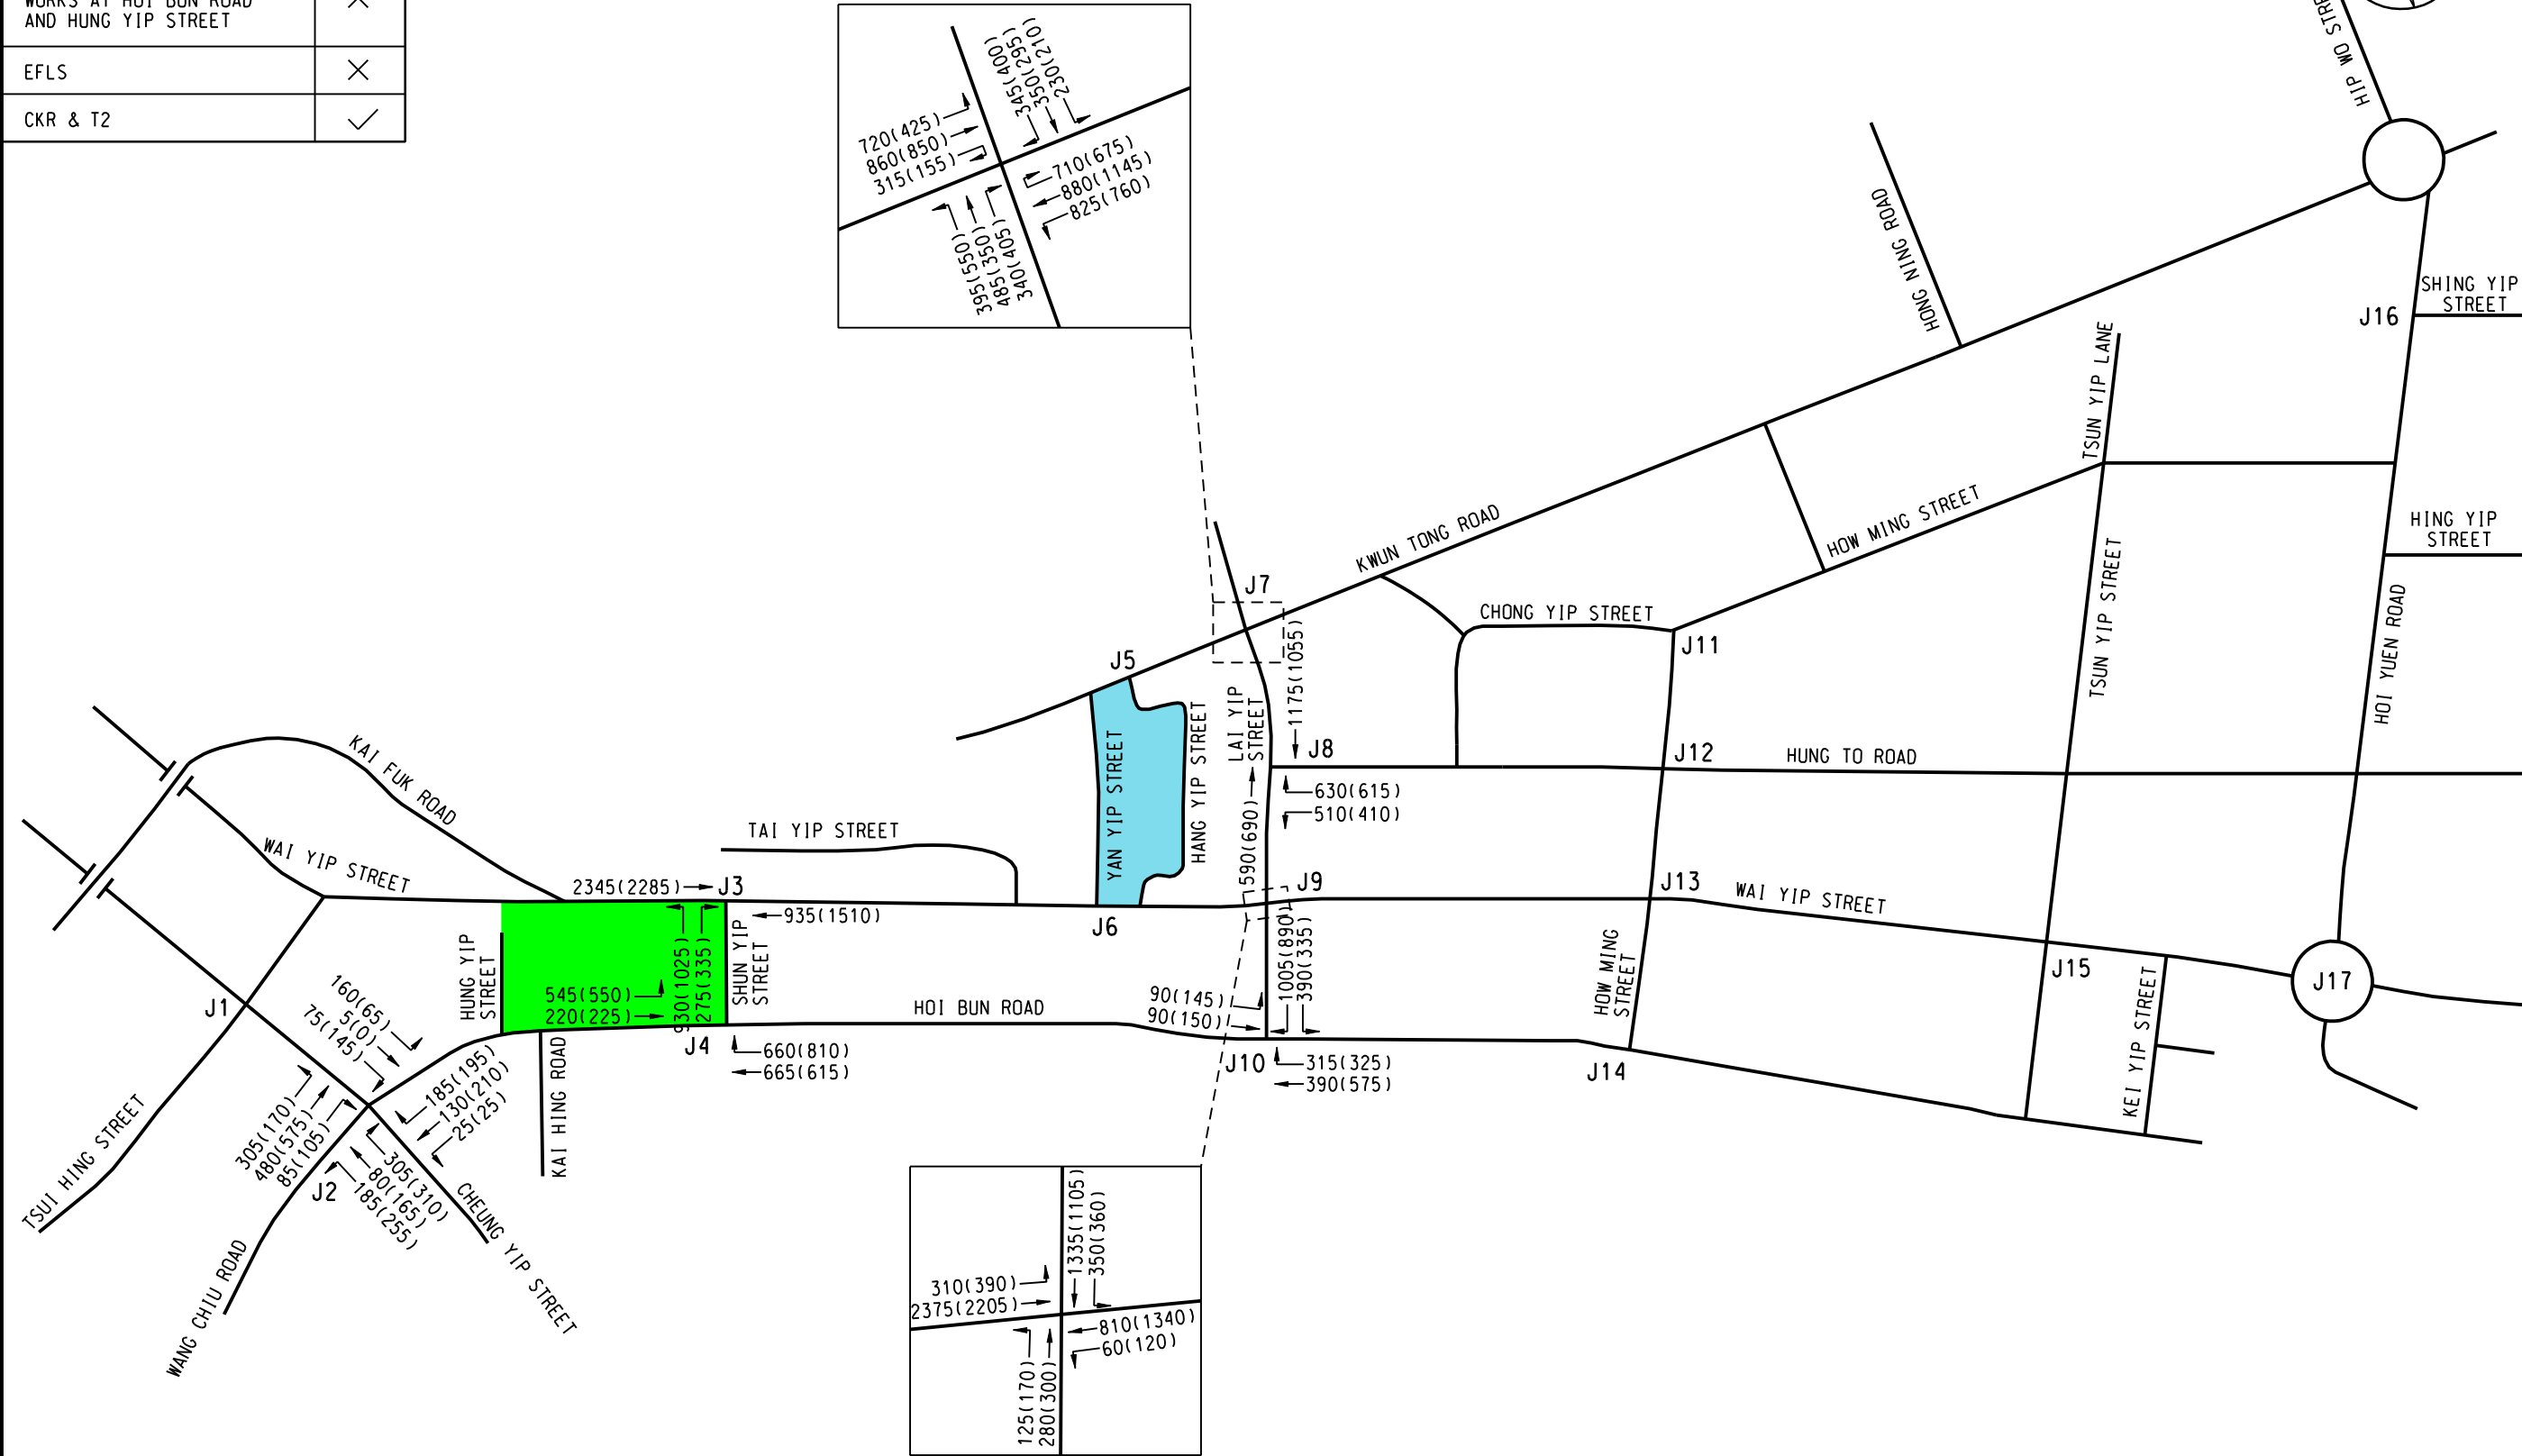 WORKS AT HOI BUN ROAD
AND HUNG YIP STREET
EFLS
CKR & T2
345(400)
350(295)
230(210)
720(425)
860(850)
315(155)
710(675)
880(1145)
825(760)
395(550)
485(350)
340(405)
HIP WO
HONG NING ROAD
SHING YIP
STREET
J16
TSUN YIP LANE
KWUN TONG ROAD
HOW MING STREET
HING YIP
STREET
J7
CHONG YIP STREET
J11
TSUN YIP STREET
HOI YUEN ROAD
J5
1175(1055)
LAI YIP
STREET
J8
J12
HUNG TO ROAD
YAN YIP STREET
HANG YIP STREET
630(615)
510(410)
590(690)
KAI FUK ROAD
WAI YIP STREET
TAI YIP STREET
2345(2285)
J3
935(1510)
J6
J9
J13
WAI YIP STREET
HUNG YIP
STREET
545(550)
220(225)
930(1025)
275(335)
SHUN YIP
STREET
J4
660(810)
665(615)
HOI BUN ROAD
1005(890)
390(335)
90(145)
90(150)
J10
315(325)
390(575)
HOW MING
STREET
J14
J15
KEI YIP STREET
J17
J1
160(65)
5(0)
75(145)
185(195)
130(210)
25(25)
KAI HING ROAD
TSUI HING STREET
305(170)
480(575)
85(105)
J2
305(310)
80(165)
185(255)
CHEUNG YIP STREET
WANG CHIU ROAD
1335(1105)
350(360)
310(390)
2375(2205)
810(1340)
60(120)
125(170)
280(300)